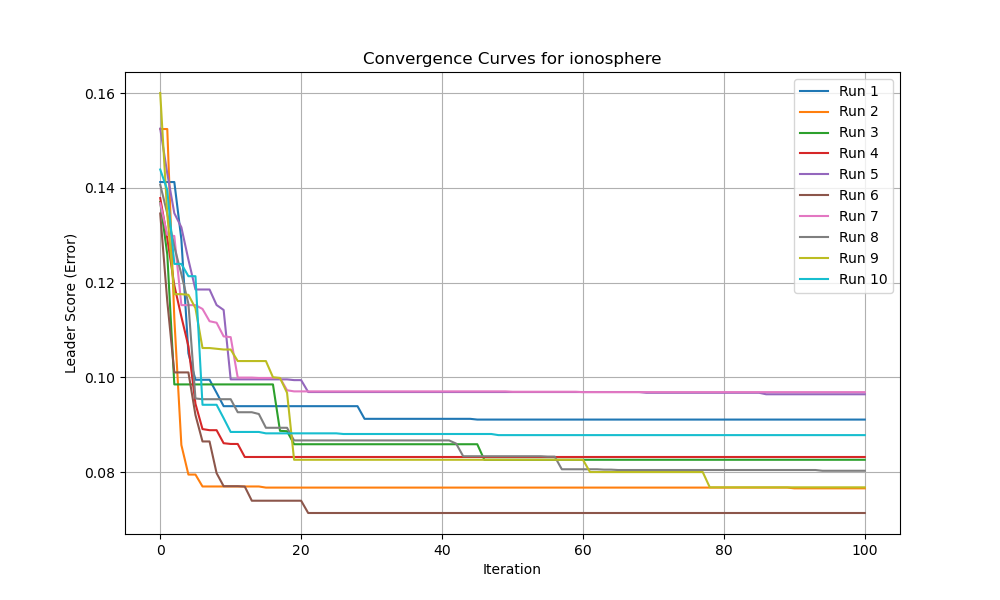 Convergence Curves for ionosphere
Leader Score (Error)
0.16
0.14
0.12
0.10
0.08
Run 1
Run 2
Run 3
Run 4
Run 5
Run 6
Run 7
Run 8
Run 9
Run 10
0
20
40
60
80
100
Iteration